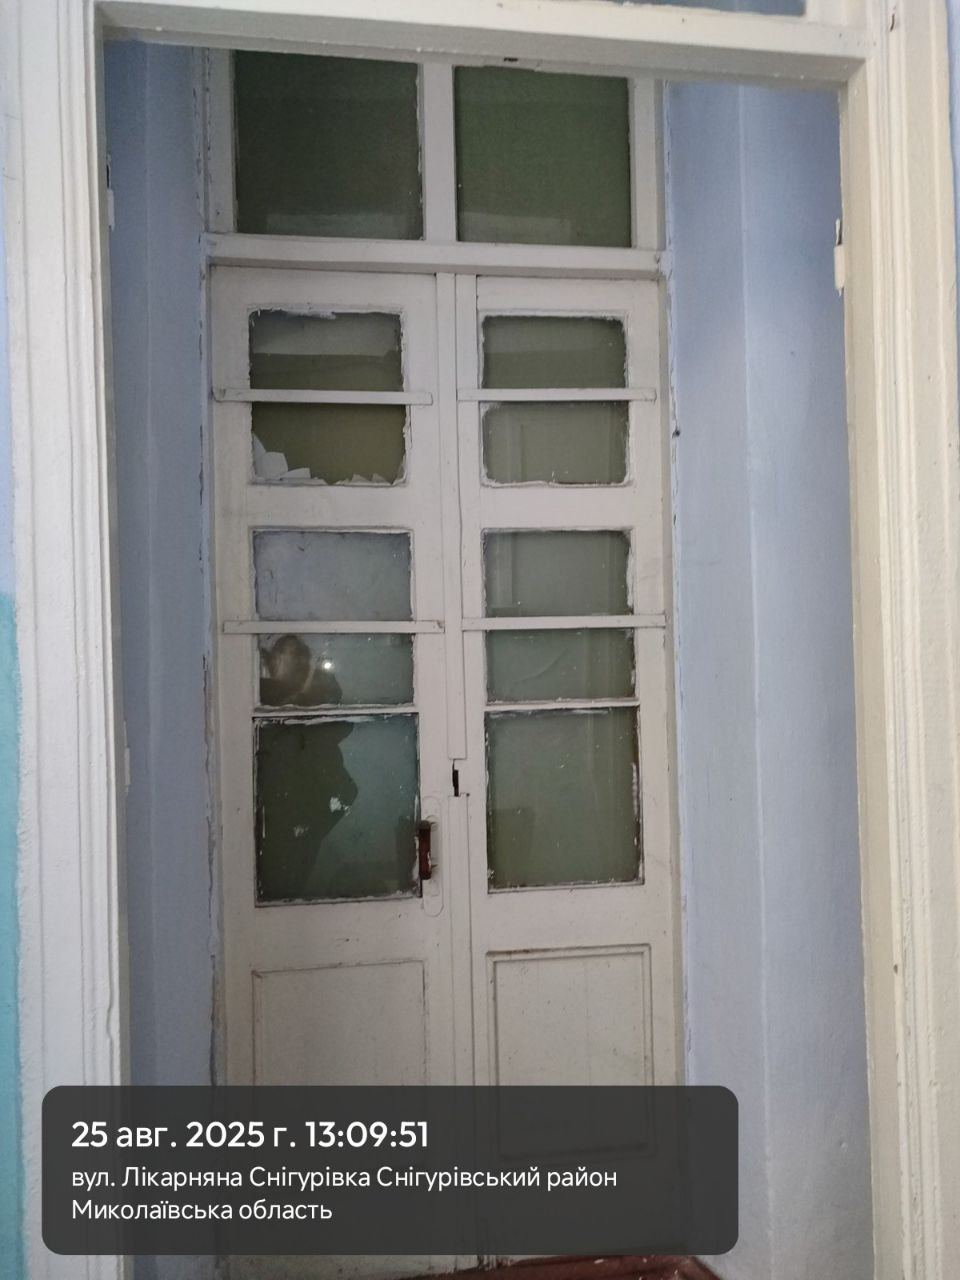 25 авг. 2025 г. 13:09:51
вул. Лікарняна Снігурівка Снігурівський район
Миколаївська область